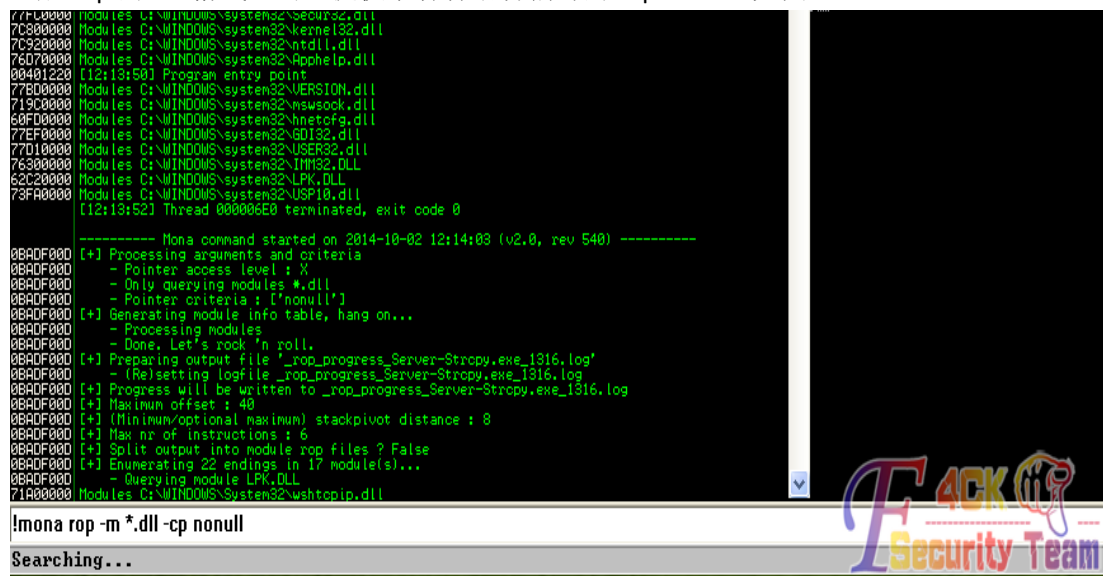 77FC0000 Modules C:\WINDOWS\system32\Secur32.dll
7C800000 Modules C:\WINDOWS\system32\kernel32.dll
7C920000 Modules C:\WINDOWS\system32\ntdll.dll
76D70000 Modules C:\WINDOWS\system32\Apphelp.dll
00401220 [12:13:50] Program entry point
77BD0000 Modules C:\WINDOWS\system32\VERSION.dll
719C0000 Modules C:\WINDOWS\system32\mswsock.dll
60FD0000 Modules C:\WINDOWS\system32\hnetcfg.dll
77EF0000 Modules C:\WINDOWS\system32\GDI32.dll
77D10000 Modules C:\WINDOWS\system32\USER32.dll
76300000 Modules C:\WINDOWS\system32\IMM32.DLL
62C20000 Modules C:\WINDOWS\system32\LPK.DLL
73FA0000 Modules C:\WINDOWS\system32\USP10.dll
[12:13:52] Thread 000006E0 terminated, exit code 0
---------- Mona command started on 2014-10-02 12:14:03 (v2.0, rev 540) ----------
0BADF00D [+] Processing arguments and criteria
0BADF00D - Pointer access level : X
0BADF00D - Only querying modules *.dll
0BADF00D - Pointer criteria : ['nonull']
0BADF00D [+] Generating module info table, hang on...
0BADF00D - Processing modules
0BADF00D - Done. Let's rock 'n roll.
0BADF00D [+] Preparing output file '_rop_progress_Server-Strcpy.exe_1316.log'
0BADF00D - (Re)setting logfile _rop_progress_Server-Strcpy.exe_1316.log
0BADF00D [+] Progress will be written to _rop_progress_Server-Strcpy.exe_1316.log
0BADF00D [+] Maximum offset : 40
0BADF00D [+] (Minimum/optional maximum) stackpivot distance : 8
0BADF00D [+] Max nr of instructions : 6
0BADF00D [+] Split output into module rop files ? False
0BADF00D [+] Enumerating 22 endings in 17 module(s)...
0BADF00D - Querying module LPK.DLL
71A00000 Modules C:\WINDOWS\System32\wshtcpip.dll
!mona rop -m *.dll -cp nonull
Searching...
F4CK
Security Team